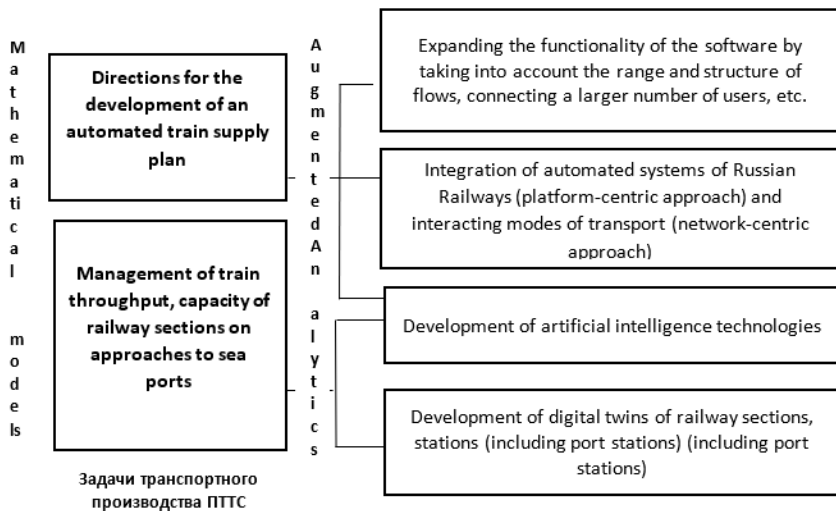 Mathematical models
Directions for the
development of an
automated train supply
plan
Management of train
throughput, capacity of
railway sections on
approaches to sea
ports
Задачи транспортного
производства ПТТС
AugmentedAn alytics
Expanding the functionality of the software by
taking into account the range and structure of
flows, connecting a larger number of users, etc.
Integration of automated systems of Russian
Railways (platform-centric approach) and
interacting modes of transport (network-centric
approach)
Development of artificial intelligence technologies
Development of digital twins of railway sections,
stations (including port stations) (including port
stations)